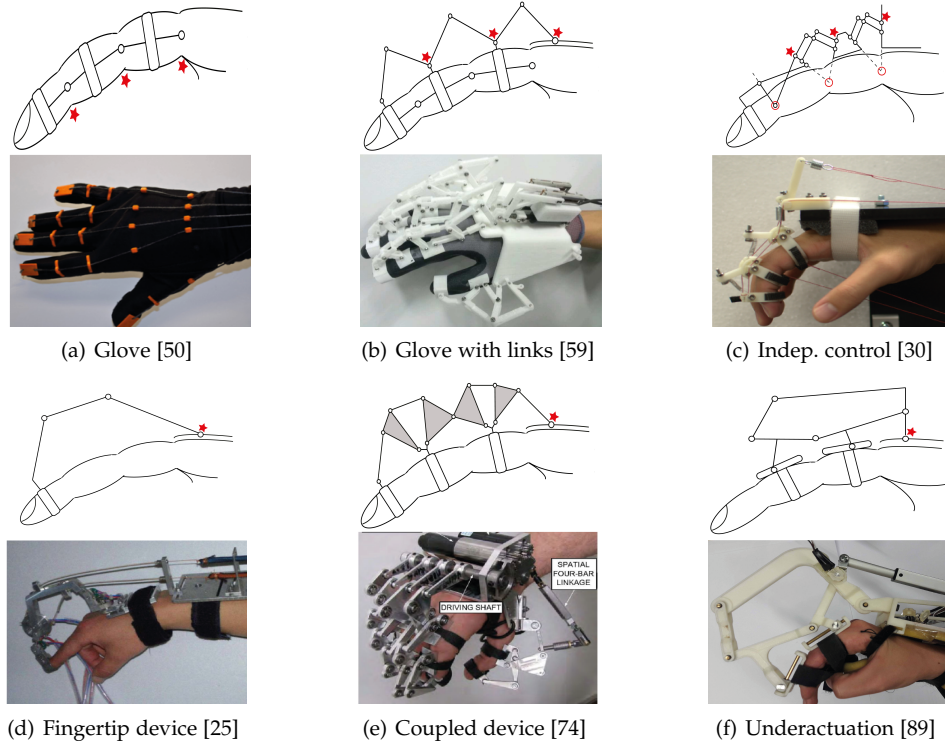 (a) Glove [50]
(b) Glove with links [59]
(c) Indep. control [30]
SPATIAL
FOUR-BAR
LINKAGE
DRIVING SHAFT
(d) Fingertip device [25]
(e) Coupled device [74]
(f) Underactuation [89]